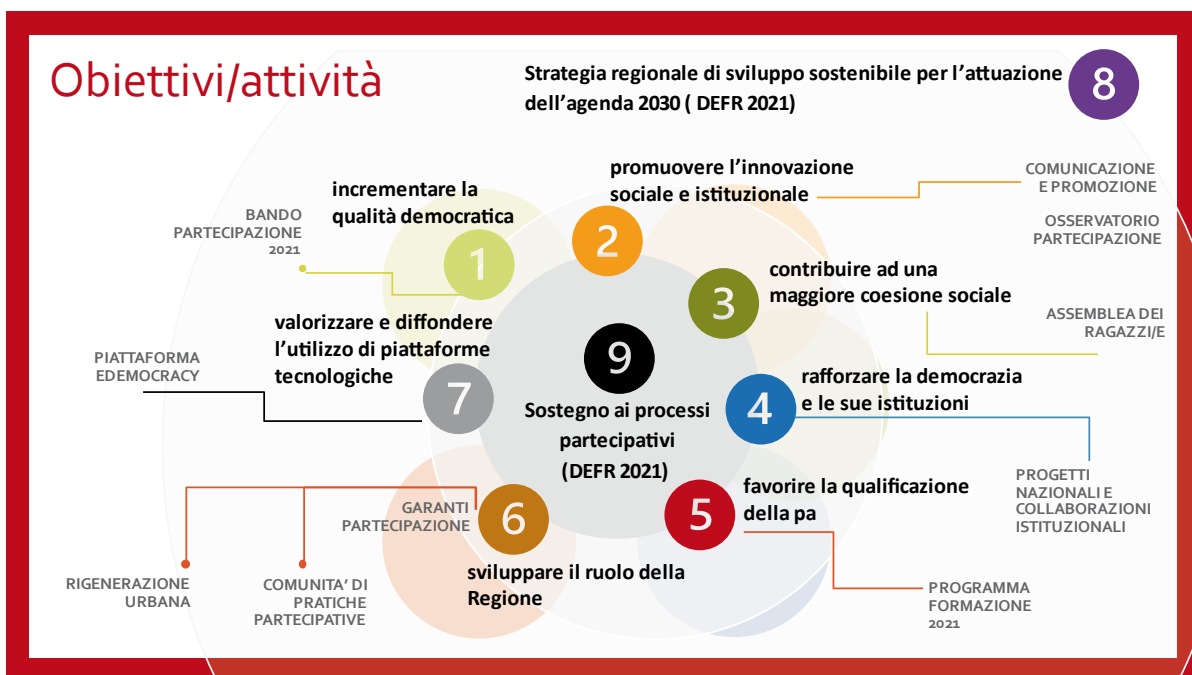 Obiettivi/attività
Strategia regionale di sviluppo sostenibile per l'attuazione
dell'agenda 2030 ( DEFR 2021)
8
incrementare la
qualità democratica
1
BANDO
PARTECIPAZIONE
2021
promuovere l'innovazione
sociale e istituzionale
2
COMUNICAZIONE
E PROMOZIONE
OSSERVATORIO
PARTECIPAZIONE
contribuire ad una
maggiore coesione sociale
3
ASSEMBLEA DEI
RAGAZZI/E
valorizzare e diffondere
l'utilizzo di piattaforme
tecnologiche
7
PIATTAFORMA
EDEMOCRACY
9
Sostegno ai processi
partecipativi
(DEFR 2021)
rafforzare la democrazia
e le sue istituzioni
4
PROGETTI
NAZIONALI E
COLLABORAZIONI
ISTITUZIONALI
favorire la qualificazione
della pa
5
PROGRAMMA
FORMAZIONE
2021
GARANTI
PARTECIPAZIONE
6
sviluppare il ruolo della
Regione
RIGENERAZIONE
URBANA
COMUNITA' DI
PRATICHE
PARTECIPATIVE